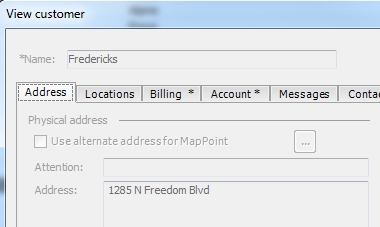 View customer
*Name: Fredericks
Address Locations Billing * Account * Messages Contac
Physical address
Use alternate address for MapPoint ...
Attention:
Address: 1285 N Freedom Blvd